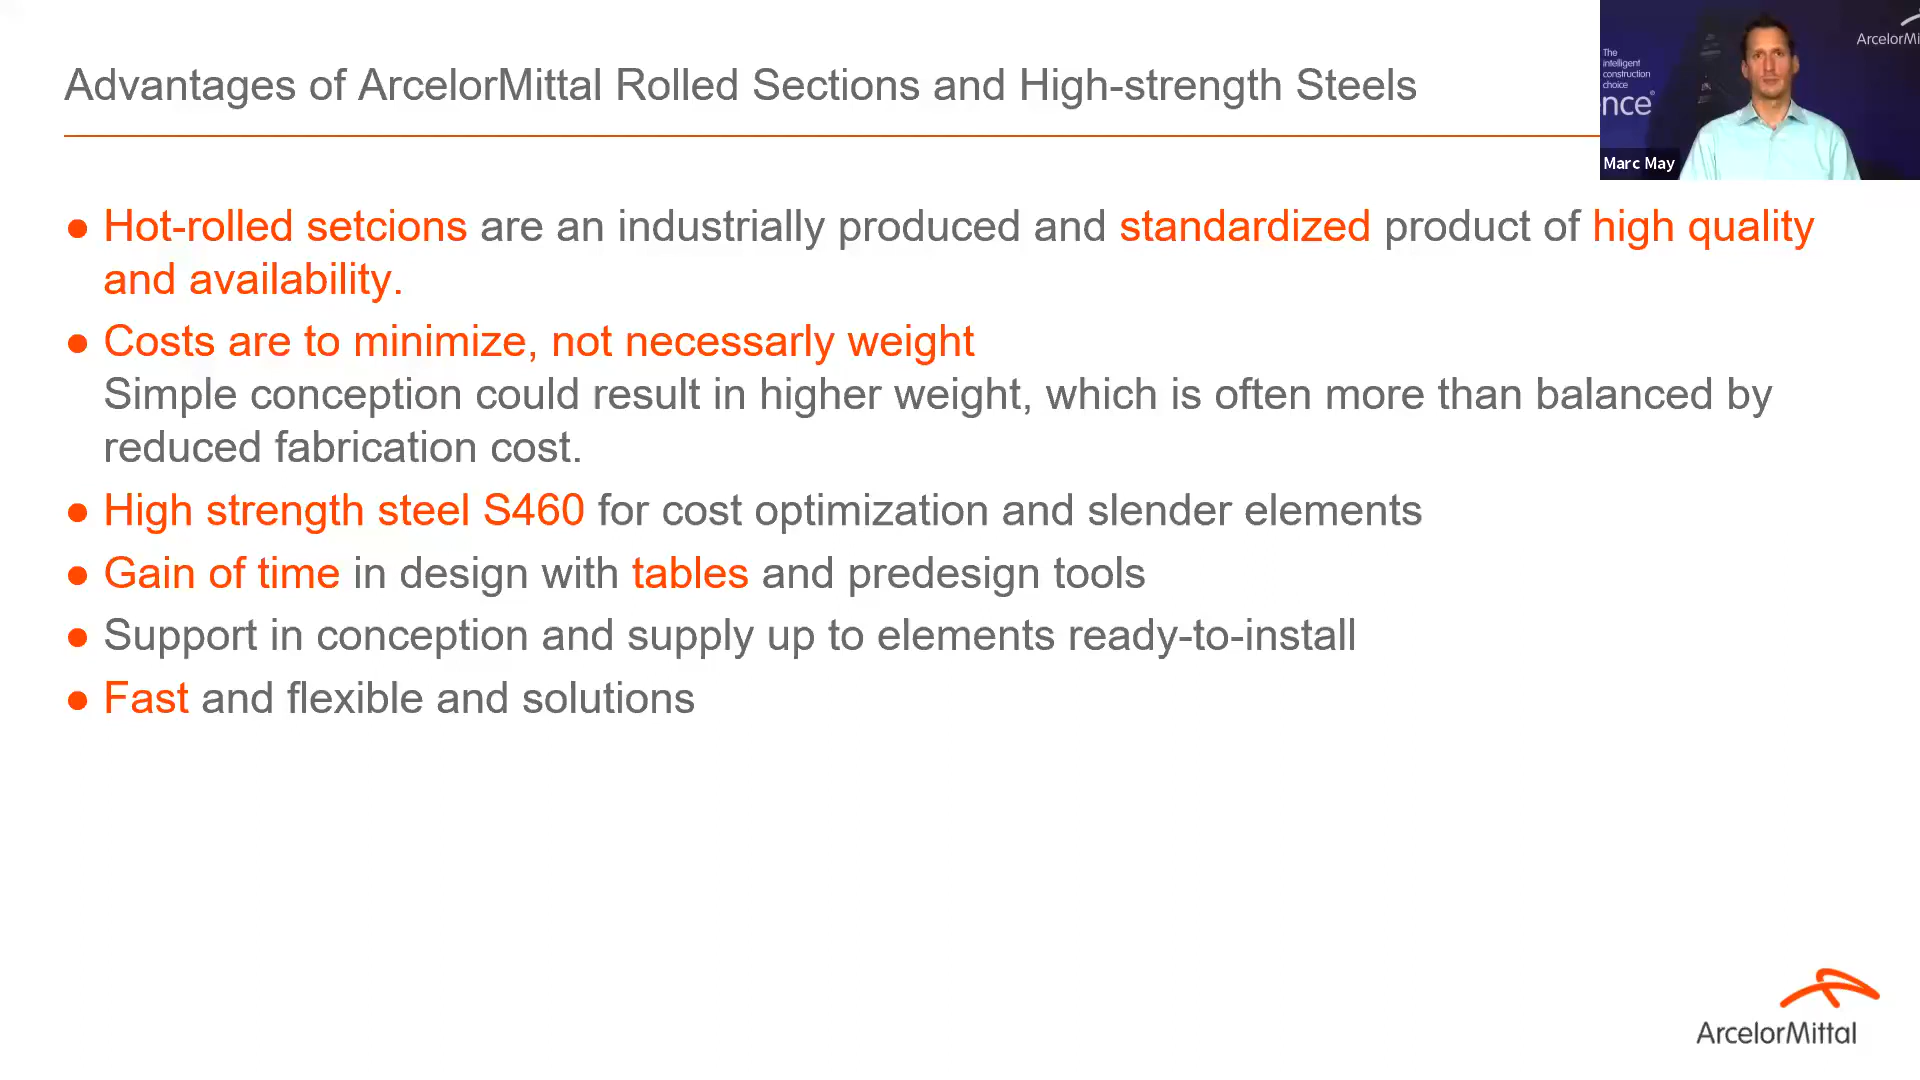 Advantages of ArcelorMittal Rolled Sections and High-strength Steels
ArcelorMi
The
intelligent
construction
choice
nce®
Marc May
● Hot-rolled setcions are an industrially produced and standardized product of high quality
and availability.
● Costs are to minimize, not necessarly weight
Simple conception could result in higher weight, which is often more than balanced by
reduced fabrication cost.
● High strength steel S460 for cost optimization and slender elements
● Gain of time in design with tables and predesign tools
● Support in conception and supply up to elements ready-to-install
● Fast and flexible and solutions
ArcelorMittal